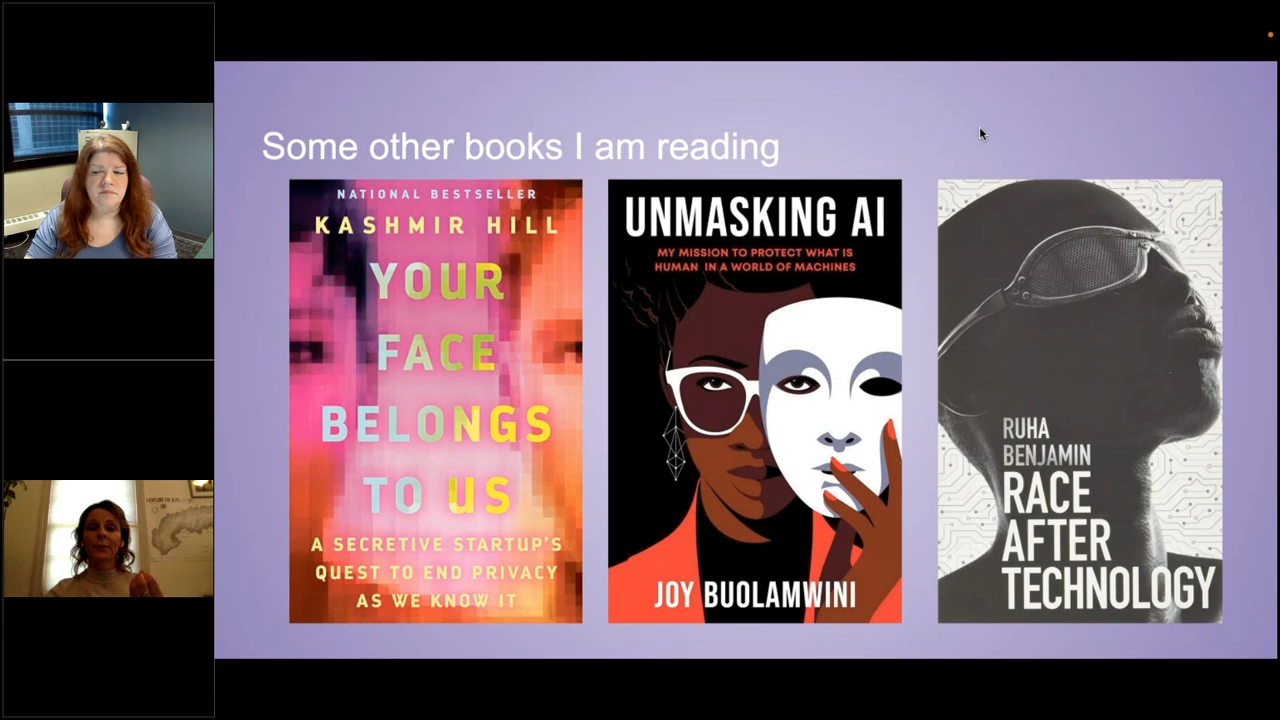 Some other books I am reading
NATIONAL BESTSELLER
KASHMIR HILL
YOUR
FACE
BELONGS
TO US
A SECRETIVE STARTUP'S
QUEST TO END PRIVACY
AS WE KNOW IT
UNMASKING AI
MY MISSION TO PROTECT WHAT IS
HUMAN IN A WORLD OF MACHINES
JOY BUOLAMWINI
RUHA
BENJAMIN
RACE
AFTER
TECHNOLOGY